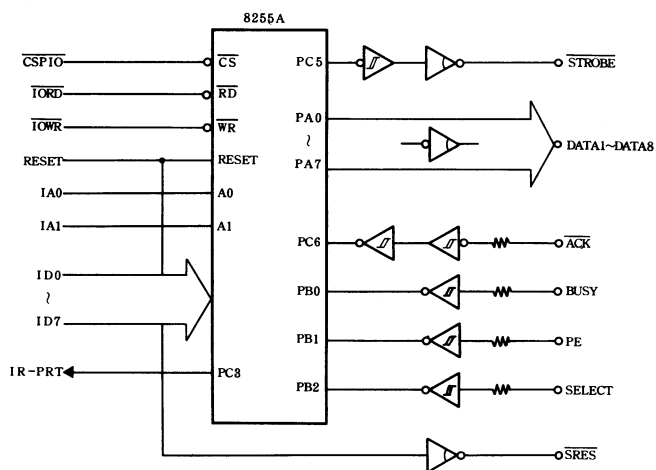 8255A
CSPIO
CS
PC5
STROBE
IORD
RD
PA0
IOWR
WR
~
DATA1~DATA8
RESET
RESET
PA7
IA0
A0
IA1
A1
PC6
ACK
ID0
PB0
BUSY
~
ID7
PB1
PE
IR-PRT
PC3
PB2
SELECT
SRES